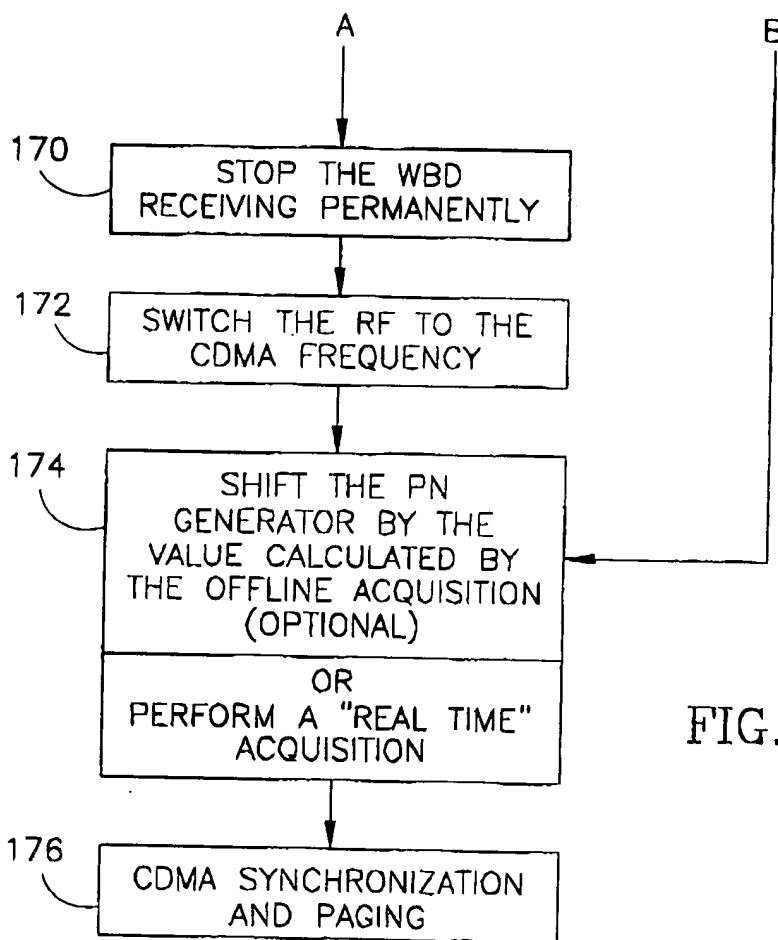 A
B
170
STOP THE WBD
RECEIVING PERMANENTLY
172
SWITCH THE RF TO THE
CDMA FREQUENCY
174
SHIFT THE PN
GENERATOR BY THE
VALUE CALCULATED BY
THE OFFLINE ACQUISITION
(OPTIONAL)
OR
PERFORM A "REAL TIME"
ACQUISITION
FIG.
176
CDMA SYNCHRONIZATION
AND PAGING